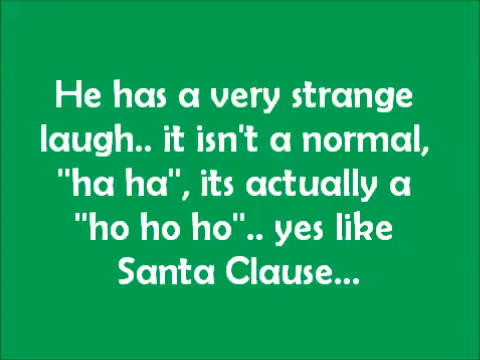 He has a very strange
laugh.. it isn't a normal,
"ha ha", its actually a
"ho ho ho".. yes like
Santa Clause...